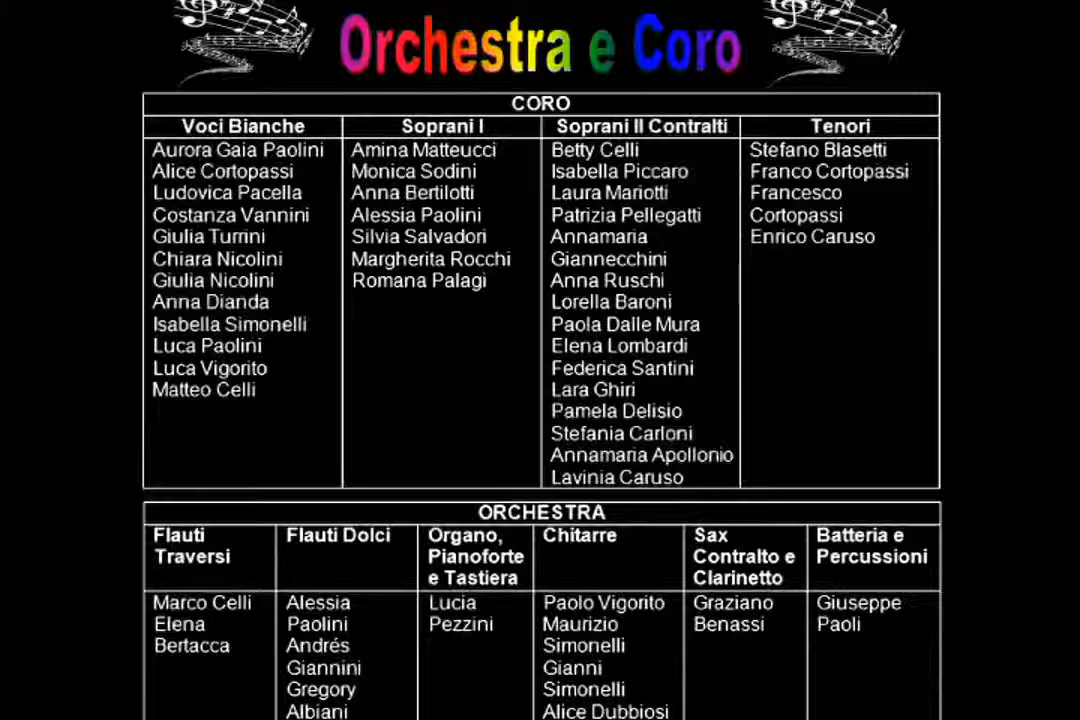 Orchestra e Coro
CORO
Voci Bianche
Aurora Gaia Paolini
Alice Cortopassi
Ludovica Pacella
Costanza Vannini
Giulia Turrini
Chiara Nicolini
Giulia Nicolini
Anna Dianda
Isabella Simonelli
Luca Paolini
Luca Vigorito
Matteo Celli
Soprani I
Amina Matteucci
Monica Sodini
Anna Bertilotti
Alessia Paolini
Silvia Salvadori
Margherita Rocchi
Romana Palagi
Soprani II Contralti
Betty Celli
Isabella Piccaro
Laura Mariotti
Patrizia Pellegatti
Annamaria
Giannecchini
Anna Ruschi
Lorella Baroni
Paola Dalle Mura
Elena Lombardi
Federica Santini
Lara Ghiri
Pamela Delisio
Stefania Carloni
Annamaria Apollonio
Lavinia Caruso
Tenori
Stefano Blasetti
Franco Cortopassi
Francesco
Cortopassi
Enrico Caruso
ORCHESTRA
Flauti
Traversi
Marco Celli
Elena
Bertacca
Flauti Dolci
Alessia
Paolini
Andrés
Giannini
Gregory
Albiani
Organo,
Pianoforte
e Tastiera
Lucia
Pezzini
Chitarre
Paolo Vigorito
Maurizio
Simonelli
Gianni
Simonelli
Alice Dubbiosi
Sax
Contralto e
Clarinetto
Graziano
Benassi
Batteria e
Percussioni
Giuseppe
Paoli